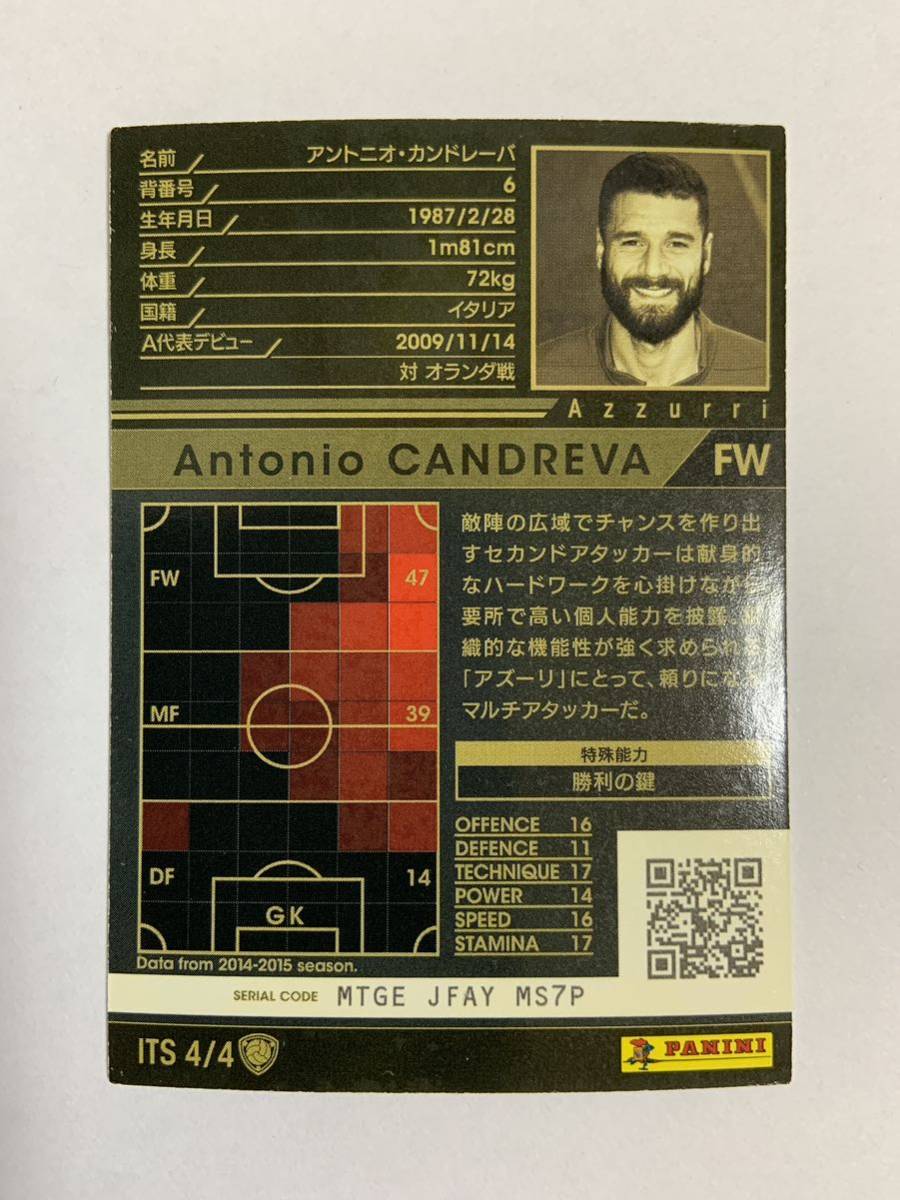 名前 アントニオ・カンドレーバ
背番号 6
生年月日 1987/2/28
身長 1m81cm
体重 72kg
国籍 イタリア
A代表デビュー 2009/11/14
対 オランダ戦
Azzurri
Antonio CANDREVA FW
FW 47
MF 39
DF 14
GK
Data from 2014-2015 season.
敵陣の広域でチャンスを作り出
すセカンドアタッカーは献身的
なハードワークを心掛けながら
要所で高い個人能力を披露。
織的な機能性が強く求められる
「アズーリ」にとって、頼りになる
マルチアタッカーだ。
特殊能力
勝利の鍵
OFFENCE 16
DEFENCE 11
TECHNIQUE 17
POWER 14
SPEED 16
STAMINA 17
SERIAL CODE MTGE JFAY MS7P
ITS 4/4
PANINI